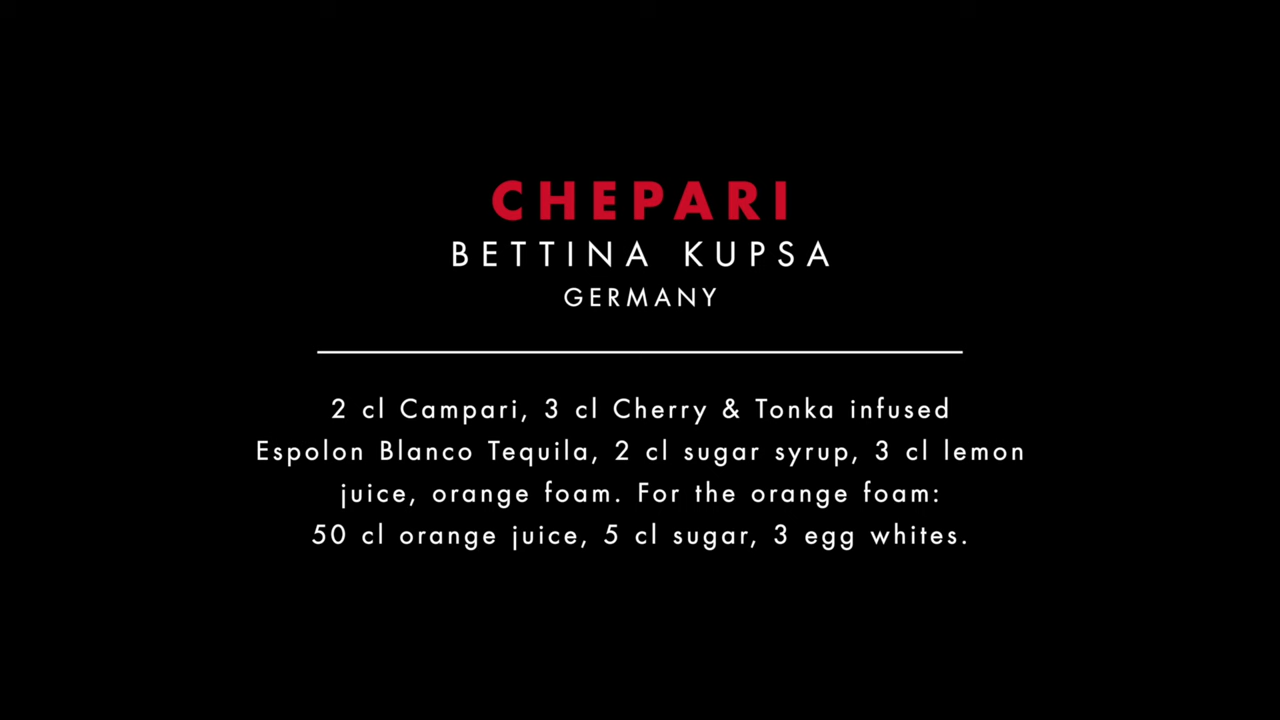 CHEPARI
BETTINA KUPSA
GERMANY
2 cl Campari, 3 cl Cherry & Tonka infused
Espolon Blanco Tequila, 2 cl sugar syrup, 3 cl lemon
juice, orange foam. For the orange foam:
50 cl orange juice, 5 cl sugar, 3 egg whites.